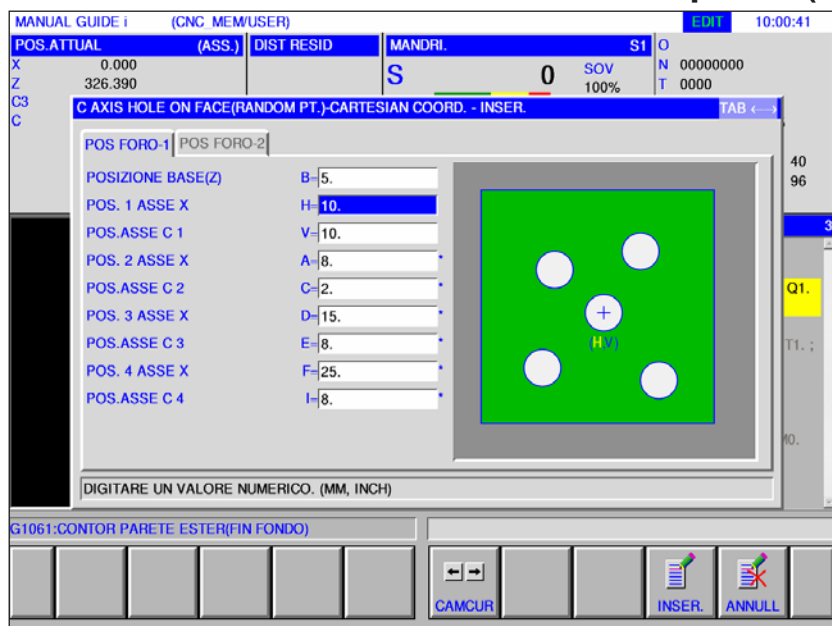 MANUAL GUIDE i (CNC_MEM/USER) EDIT 10:00:41
POS.ATTUAL (ASS.) DIST RESID MANDRI. S1 O
X 0.000 N 00000000
Z 326.390 S 0 SOV T 0000
100%
C3
C
C AXIS HOLE ON FACE(RANDOM PT.)-CARTESIAN COORD. - INSER. TAB ←→
POS FORO-1 POS FORO-2
40
96
POSIZIONE BASE(Z) B=5.
POS. 1 ASSE X H=10.
POS.ASSE C 1 V=10.
POS. 2 ASSE X A=8. *
POS.ASSE C 2 C=2. *
POS. 3 ASSE X D=15. *
POS.ASSE C 3 E=8. *
POS. 4 ASSE X F=25. *
POS.ASSE C 4 I=8. *
(H,V)
3
Q1.
T1. ;
M0.
DIGITARE UN VALORE NUMERICO. (MM, INCH)
G1061:CONTOR PARETE ESTER(FIN FONDO)
CAMCUR INSER. ANNULL